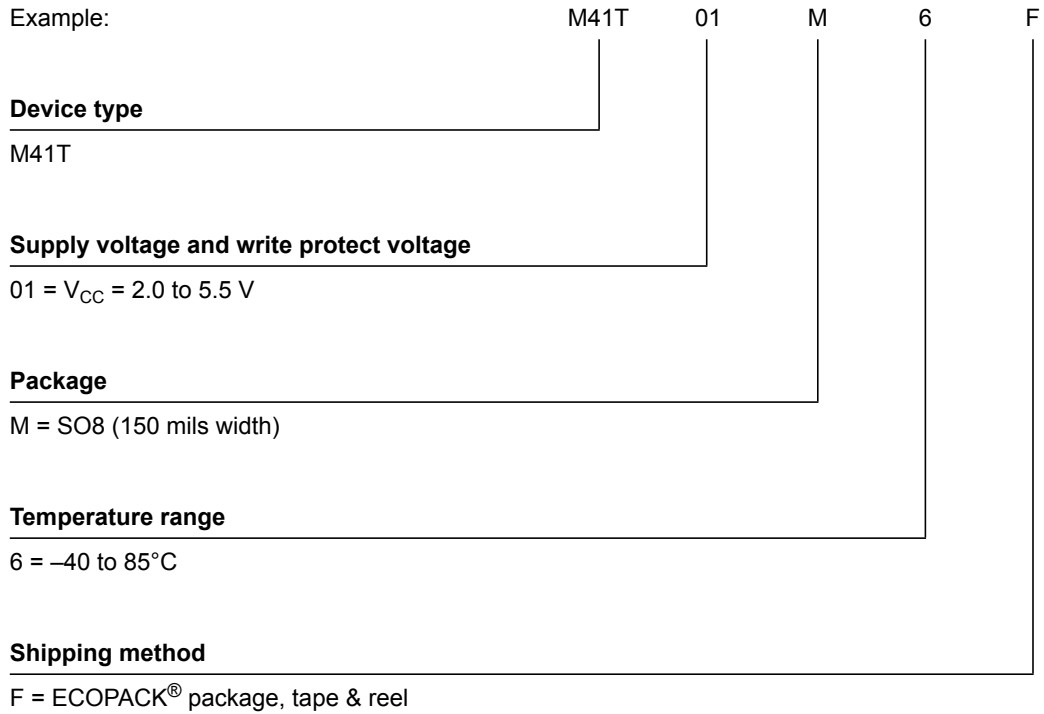 Example: M41T 01 M 6 F
Device type
M41T
Supply voltage and write protect voltage
01 = VCC = 2.0 to 5.5 V
Package
M = SO8 (150 mils width)
Temperature range
6 = –40 to 85°C
Shipping method
F = ECOPACK® package, tape & reel